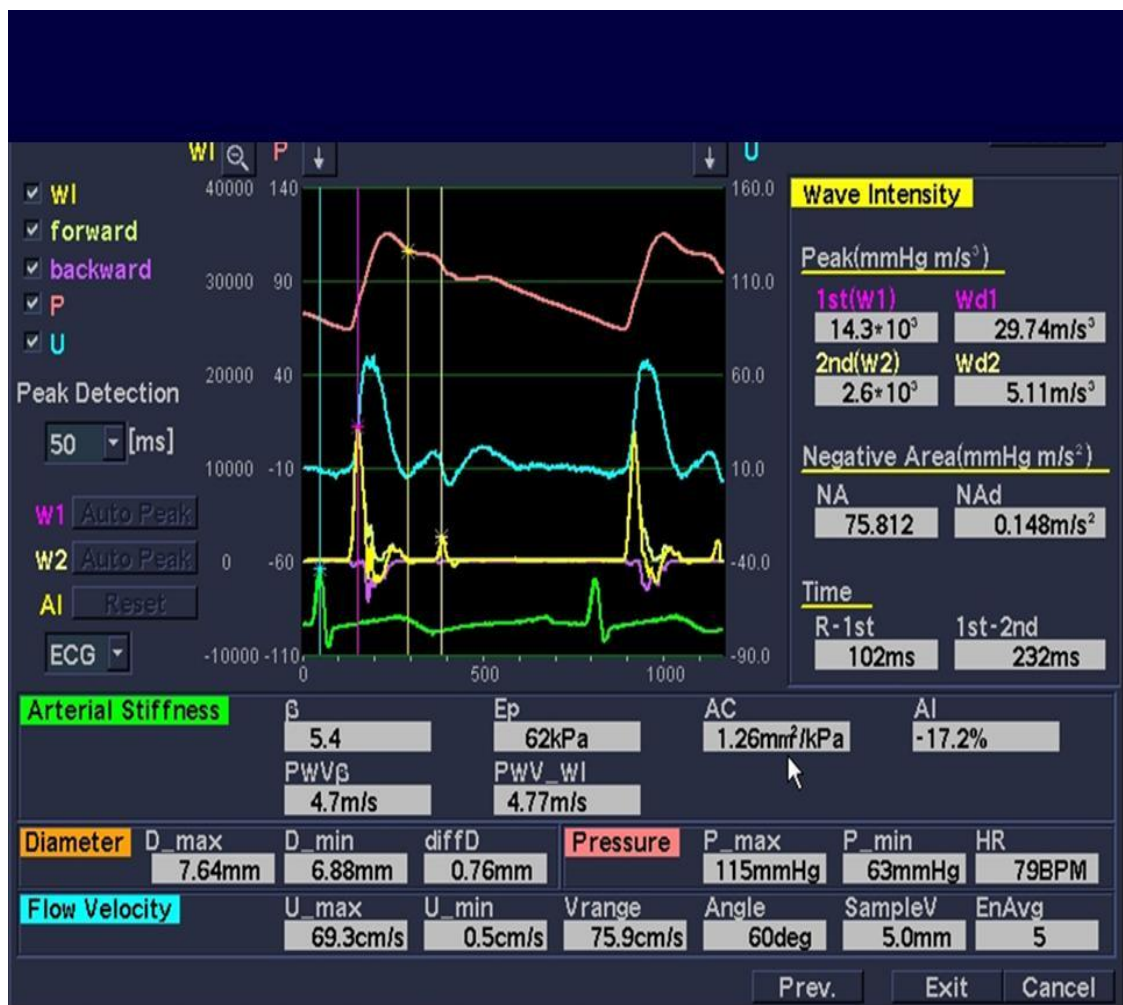 WI P U
40000 140 160.0
WI
forward
backward
P
U
30000 90 110.0
20000 40 60.0
10000 -10 10.0
0 -60 -40.0
-10000 -110 -90.0
0 500 1000
Peak Detection
50 [ms]
W1 Auto Peak
W2 Auto Peak
AI Reset
ECG
Wave Intensity
Peak(mmHg m/s³)
1st(W1) Wd1
14.3*10³ 29.74m/s³
2nd(W2) Wd2
2.6*10³ 5.11m/s³
Negative Area(mmHg m/s²)
NA NAd
75.812 0.148m/s²
Time
R-1st 1st-2nd
102ms 232ms
Arterial Stiffness β Ep AC AI
5.4 62kPa 1.26mm²/kPa -17.2%
PWVβ PWV_WI
4.7m/s 4.77m/s
Diameter D_max D_min diffD Pressure P_max P_min HR
7.64mm 6.88mm 0.76mm 115mmHg 63mmHg 79BPM
Flow Velocity U_max U_min Vrange Angle SampleV EnAvg
69.3cm/s 0.5cm/s 75.9cm/s 60deg 5.0mm 5
Prev. Exit Cancel